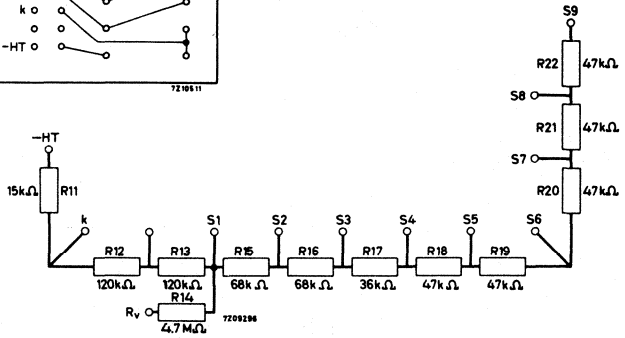 k
-HT
7Z10511
S9
R22 47kΩ
S8
R21 47kΩ
S7
R20 47kΩ
-HT
15kΩ R11
k S1 S2 S3 S4 S5 S6
R12 R13 R15 R16 R17 R18 R19
120kΩ 120kΩ 68kΩ 68kΩ 36kΩ 47kΩ 47kΩ
R14
Rv
4.7MΩ
7Z09296